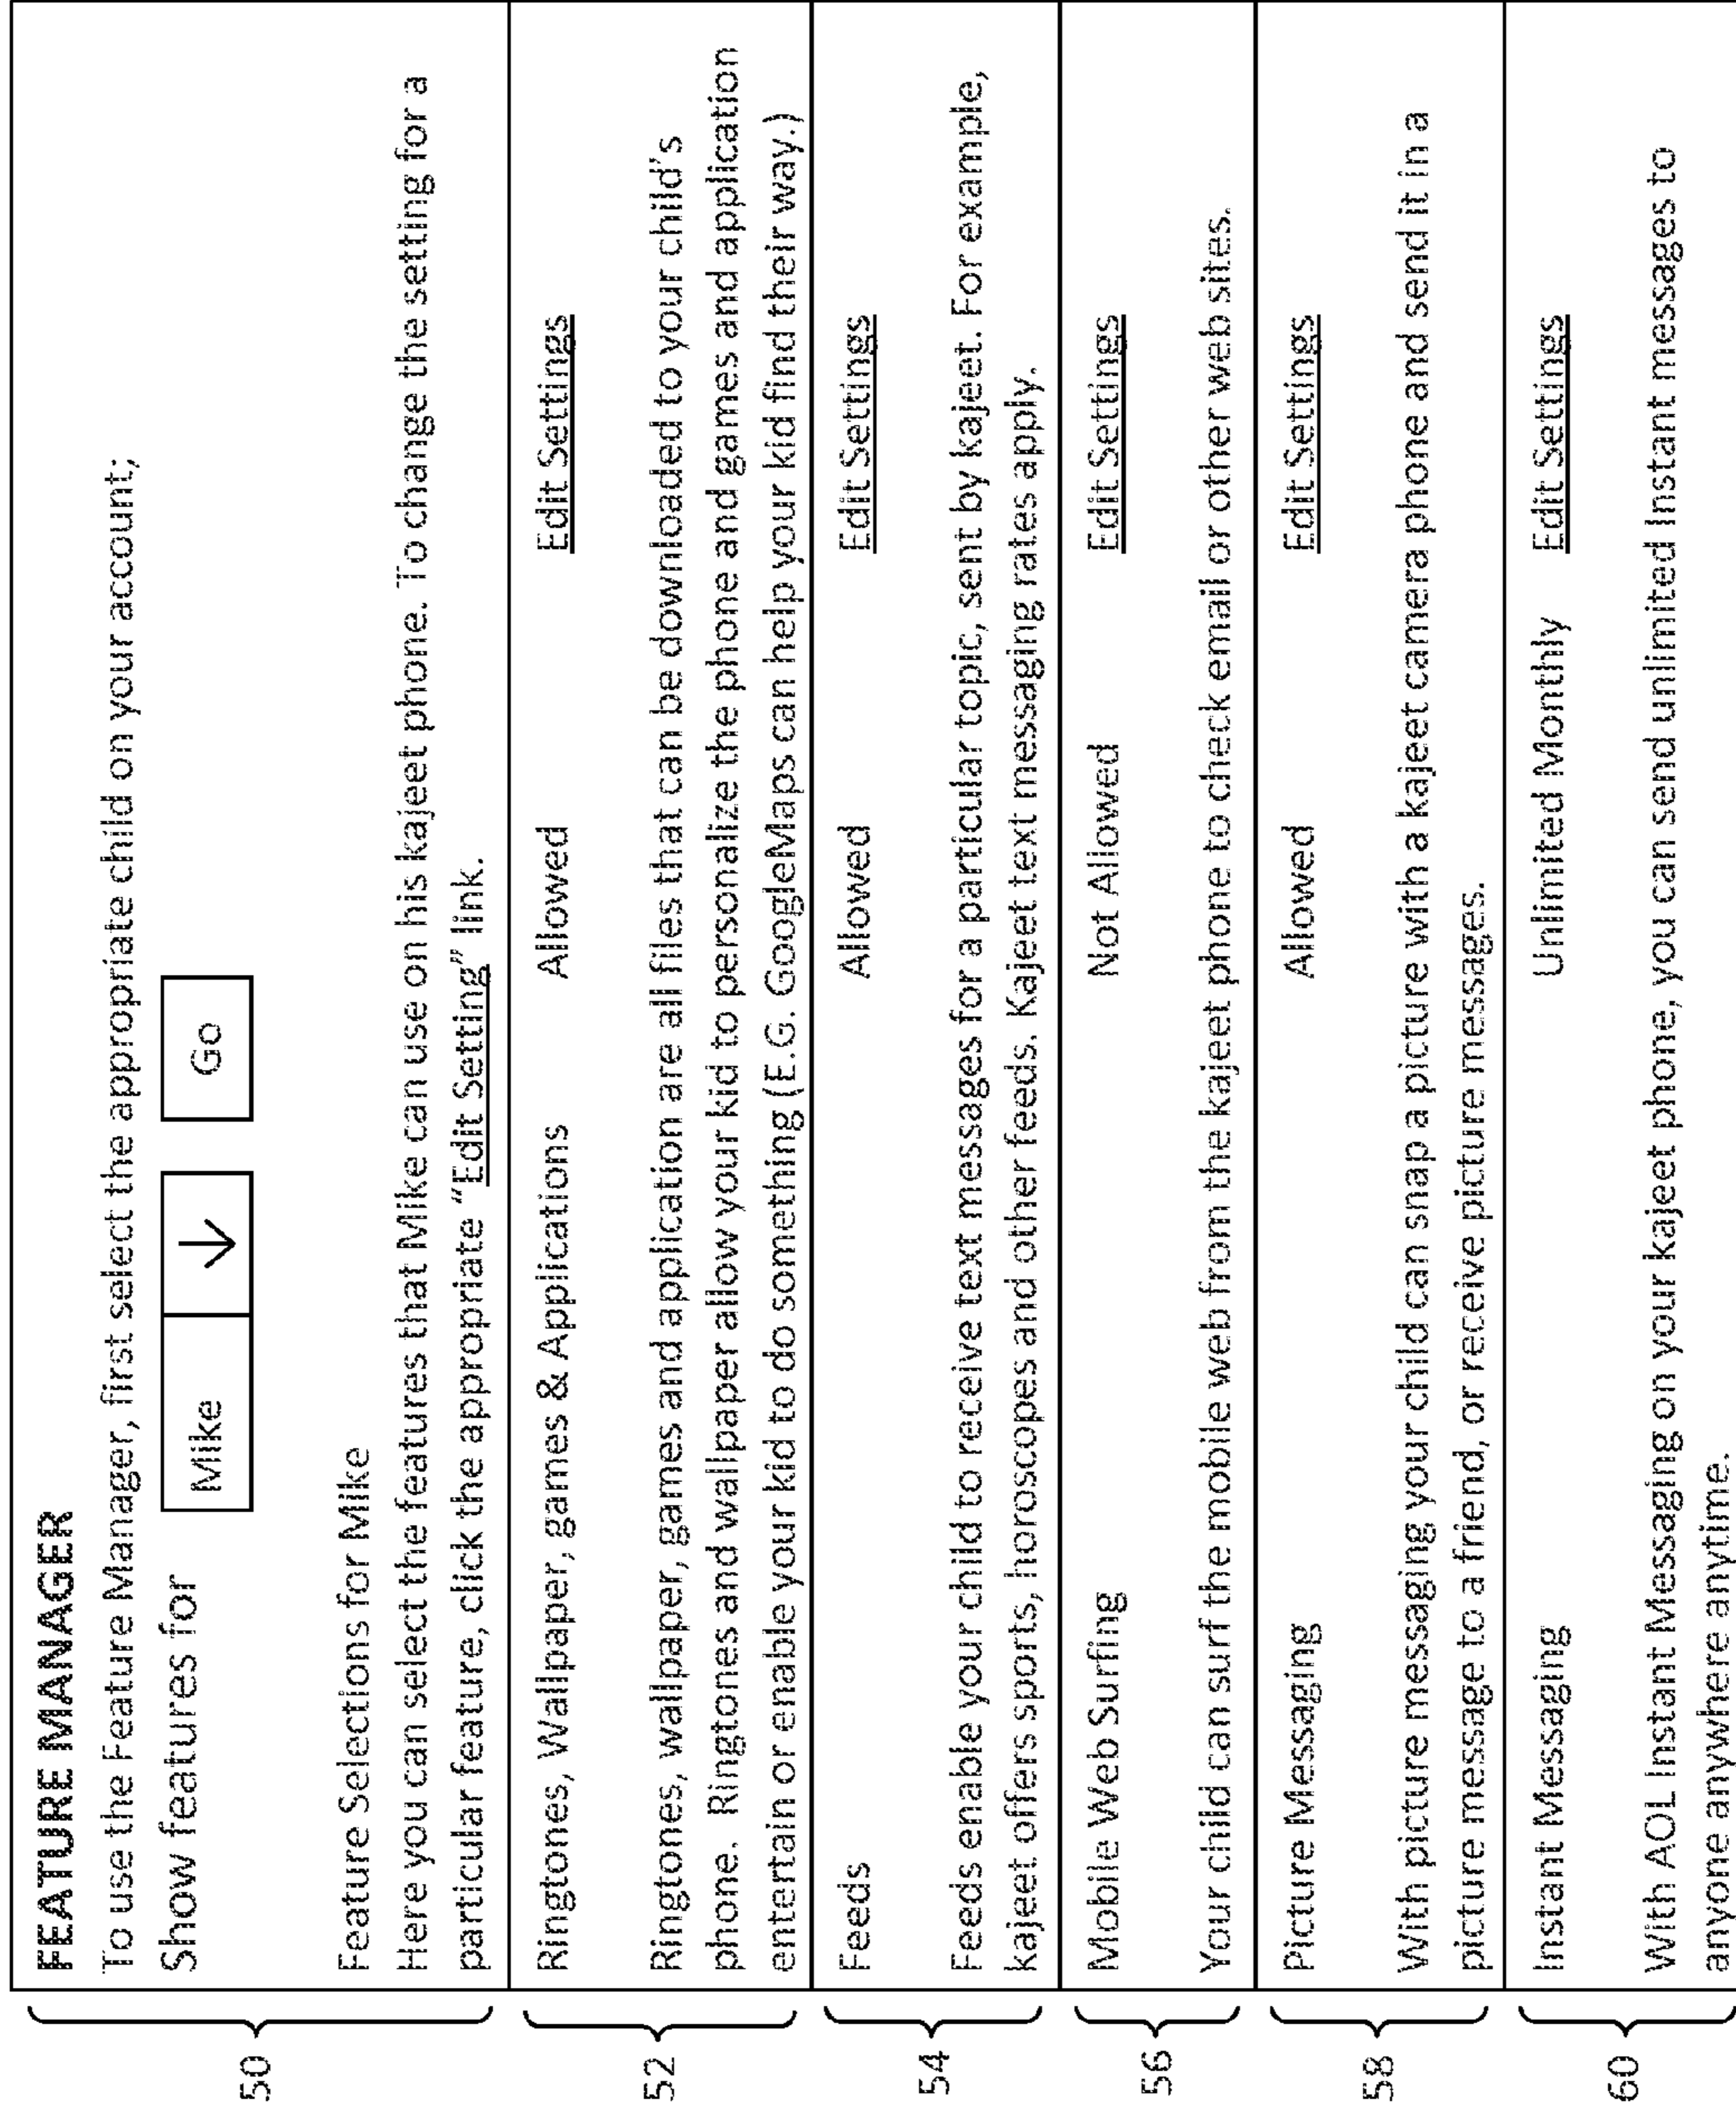 FEATURE MANAGER
To use the Feature Manager, first select the appropriate child on your account;
Show features for Mike ↓ Go
50
Feature Selections for Mike
Here you can select the features that Mike can use on his kajeet phone. To change the setting for a
particular feature, click the appropriate "Edit Setting" link.
Ringtones, Wallpaper, games & Applications Allowed Edit Settings
52
Ringtones, wallpaper, games and application are all files that can be downloaded to your child's
phone. Ringtones and wallpaper allow your kid to personalize the phone and games and application
entertain or enable your kid to do something (E.G. GoogleMaps can help your kid find their way.)
Feeds Allowed Edit Settings
54
Feeds enable your child to receive text messages for a particular topic, sent by kajeet. For example,
kajeet offers sports, horoscopes and other feeds. Kajeet text messaging rates apply.
Mobile Web Surfing Not Allowed Edit Settings
56
Your child can surf the mobile web from the kajeet phone to check email or other web sites.
Picture Messaging Allowed Edit Settings
58
With picture messaging your child can snap a picture with a kajeet camera phone and send it in a
picture message to a friend, or receive picture messages.
Instant Messaging Unlimited Monthly Edit Settings
60
With AOL Instant Messaging on your kajeet phone, you can send unlimited instant messages to
anyone anywhere anytime.